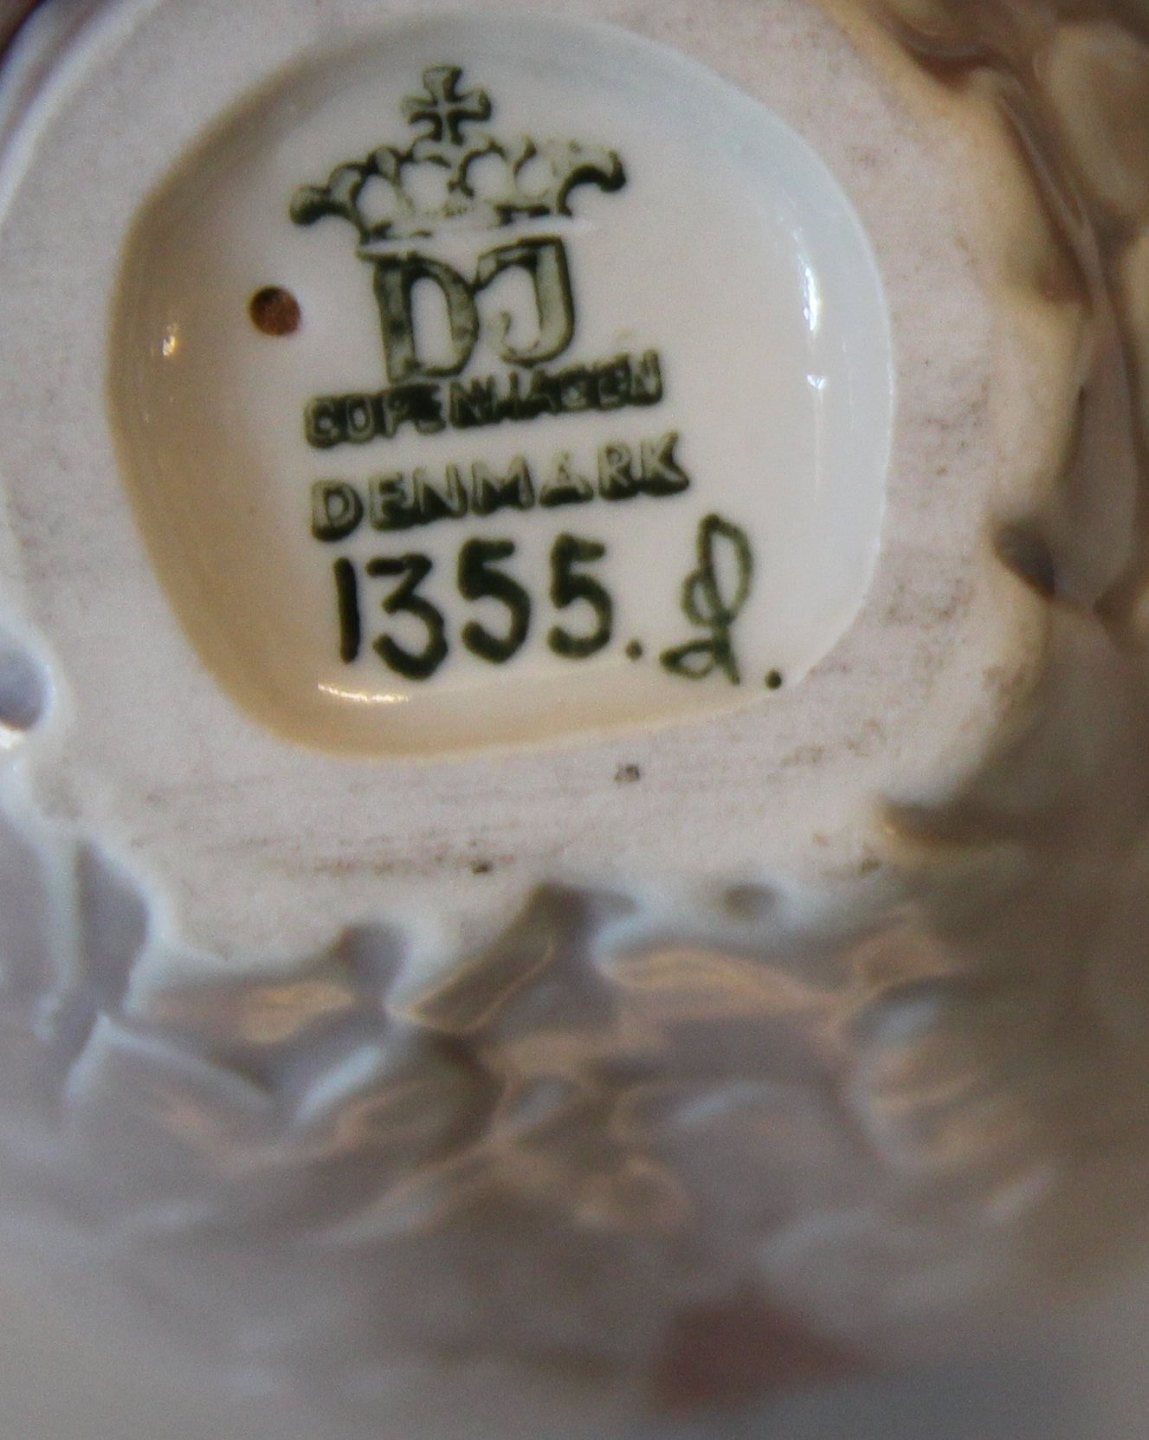 DJ
COPENHAGEN
DENMARK
1355.